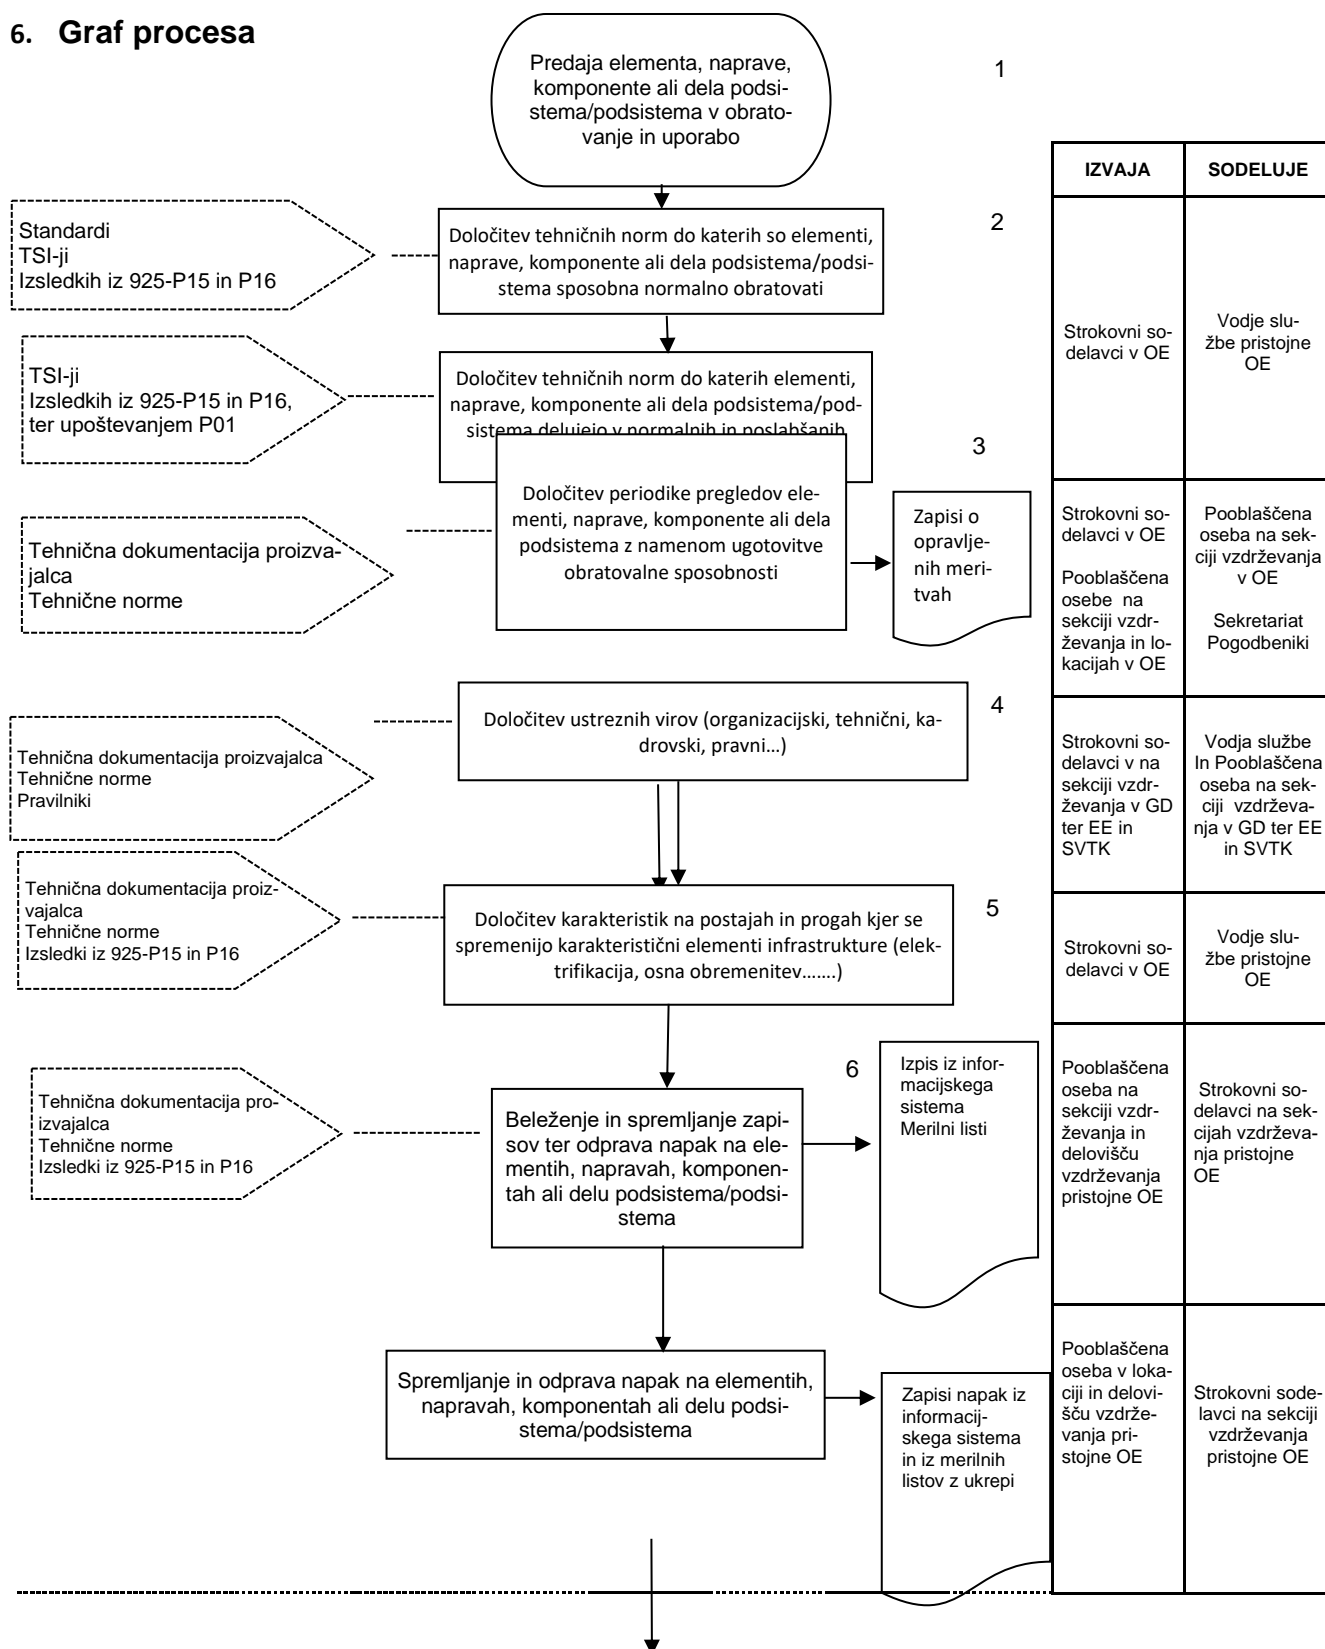 6. Graf procesa
Predaja elementa, naprave,
komponente ali dela podsi-
stema/podsistema v obrato-
vanje in uporabo
1
IZVAJA
SODELUJE
Standardi
TSI-ji
Izsledkih iz 925-P15 in P16
Določitev tehničnih norm do katerih so elementi,
naprave, komponente ali dela podsistema/podsi-
stema sposobna normalno obratovati
2
Strokovni so-
delavci v OE
Vodje slu-
žbe pristojne
OE
TSI-ji
Izsledkih iz 925-P15 in P16,
ter upoštevanjem P01
Določitev tehničnih norm do katerih elementi,
naprave, komponente ali dela podsistema/pod-
sistema delujejo v normalnih in poslabšanih
3
Tehnična dokumentacija proizva-
jalca
Tehnične norme
Določitev periodike pregledov ele-
menti, naprave, komponente ali dela
podsistema z namenom ugotovitve
obratovalne sposobnosti
Zapisi o
opravlje-
nih meri-
tvah
Strokovni so-
delavci v OE
Pooblaščena
osebe na
sekciji vzdr-
ževanja in lo-
kacijah v OE
Pooblaščena
oseba na sek-
ciji vzdrževanja
v OE
Sekretariat
Pogodbeniki
Tehnična dokumentacija proizvajalca
Tehnične norme
Pravilniki
Določitev ustreznih virov (organizacijski, tehnični, ka-
drovski, pravni…)
4
Strokovni so-
delavci v na
sekciji vzdr-
ževanja v GD
ter EE in
SVTK
Vodja službe
In Pooblaščena
oseba na sek-
ciji vzdrževa-
nja v GD ter EE
in SVTK
Tehnična dokumentacija proiz-
vajalca
Tehnične norme
Izsledki iz 925-P15 in P16
Določitev karakteristik na postajah in progah kjer se
spremenijo karakteristični elementi infrastrukture (elek-
trifikacija, osna obremenitev…….)
5
Strokovni so-
delavci v OE
Vodje slu-
žbe pristojne
OE
Tehnična dokumentacija pro-
izvajalca
Tehnične norme
Izsledki iz 925-P15 in P16
Beleženje in spremljanje zapi-
sov ter odprava napak na ele-
mentih, napravah, komponen-
tah ali delu podsistema/podsi-
stema
6
Izpis iz infor-
macijskega
sistema
Merilni listi
Pooblaščena
oseba na
sekciji vzdr-
ževanja in
delovišču
vzdrževanja
pristojne OE
Strokovni so-
delavci na sek-
cijah vzdrževa-
nja pristojne
OE
Spremljanje in odprava napak na elementih,
napravah, komponentah ali delu podsi-
stema/podsistema
Zapisi napak iz
informacij-
skega sistema
in iz merilnih
listov z ukrepi
Pooblaščena
oseba v loka-
ciji in delovi-
šču vzdrže-
vanja pri-
stojne OE
Strokovni sode-
lavci na sekciji
vzdrževanja
pristojne OE